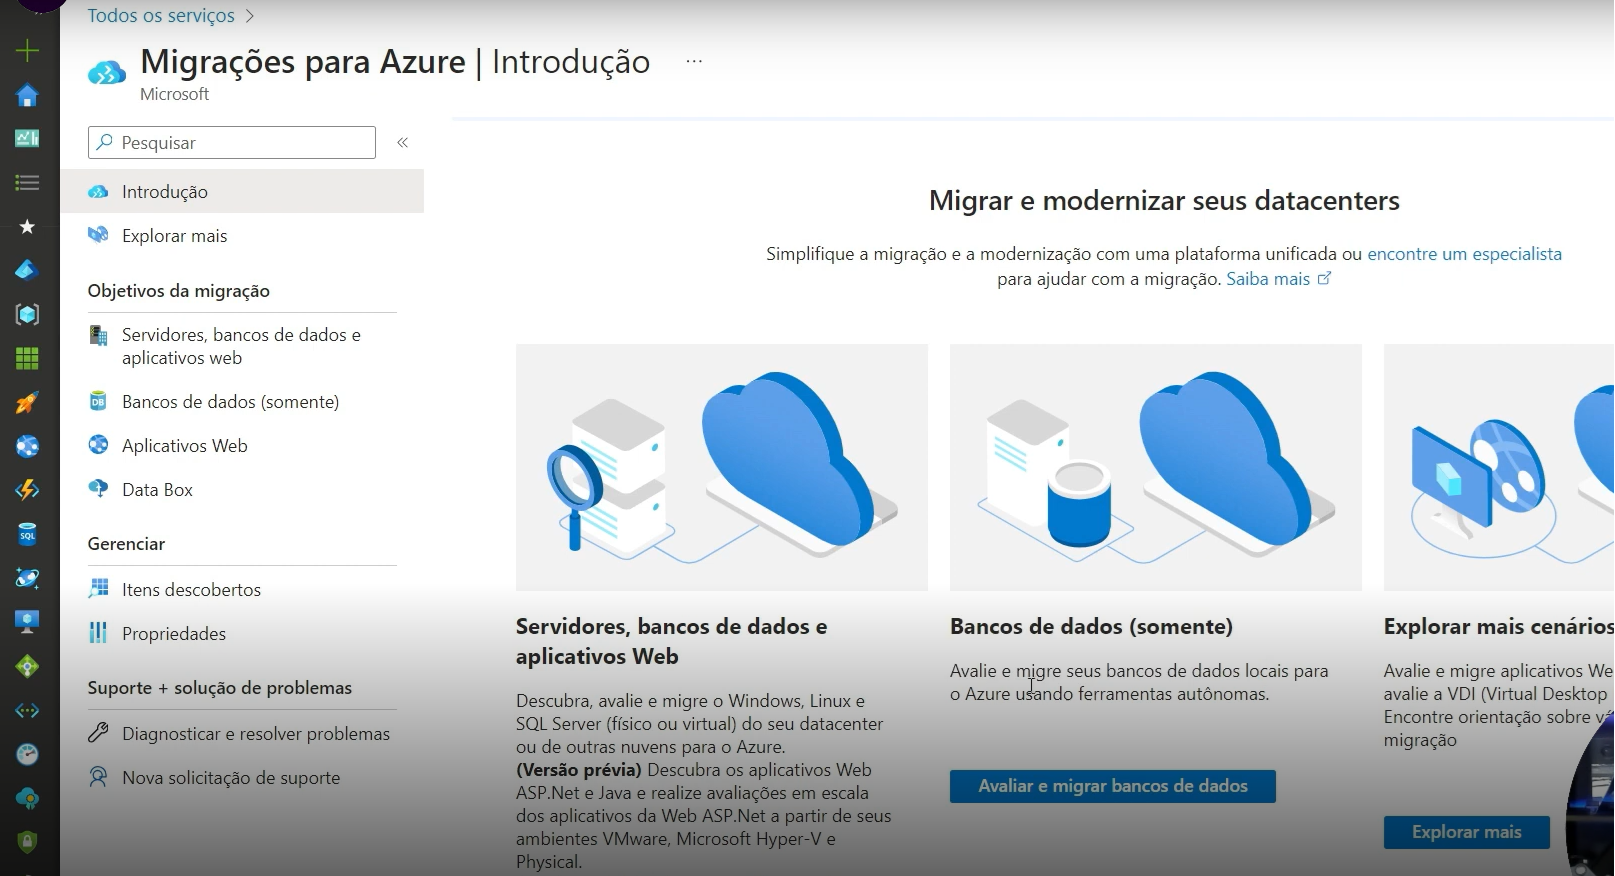 Todos os serviços >
Migrações para Azure | Introdução ...
Microsoft
Pesquisar «
Introdução
Explorar mais
Objetivos da migração
Servidores, bancos de dados e
aplicativos web
DB Bancos de dados (somente)
Aplicativos Web
Data Box
Gerenciar
SQL
Itens descobertos
Propriedades
Suporte + solução de problemas
Diagnosticar e resolver problemas
Nova solicitação de suporte
Migrar e modernizar seus datacenters
Simplifique a migração e a modernização com uma plataforma unificada ou encontre um especialista
para ajudar com a migração. Saiba mais
Servidores, bancos de dados e
aplicativos Web
Descubra, avalie e migre o Windows, Linux e
SQL Server (físico ou virtual) do seu datacenter
ou de outras nuvens para o Azure.
(Versão prévia) Descubra os aplicativos Web
ASP.Net e Java e realize avaliações em escala
dos aplicativos da Web ASP.Net a partir de seus
ambientes VMware, Microsoft Hyper-V e
Physical.
Bancos de dados (somente)
Avalie e migre seus bancos de dados locais para
o Azure usando ferramentas autônomas.
Avaliar e migrar bancos de dados
Explorar mais cenários
Avalie e migre aplicativos We
avalie a VDI (Virtual Desktop
Encontre orientação sobre vá
migração
Explorar mais